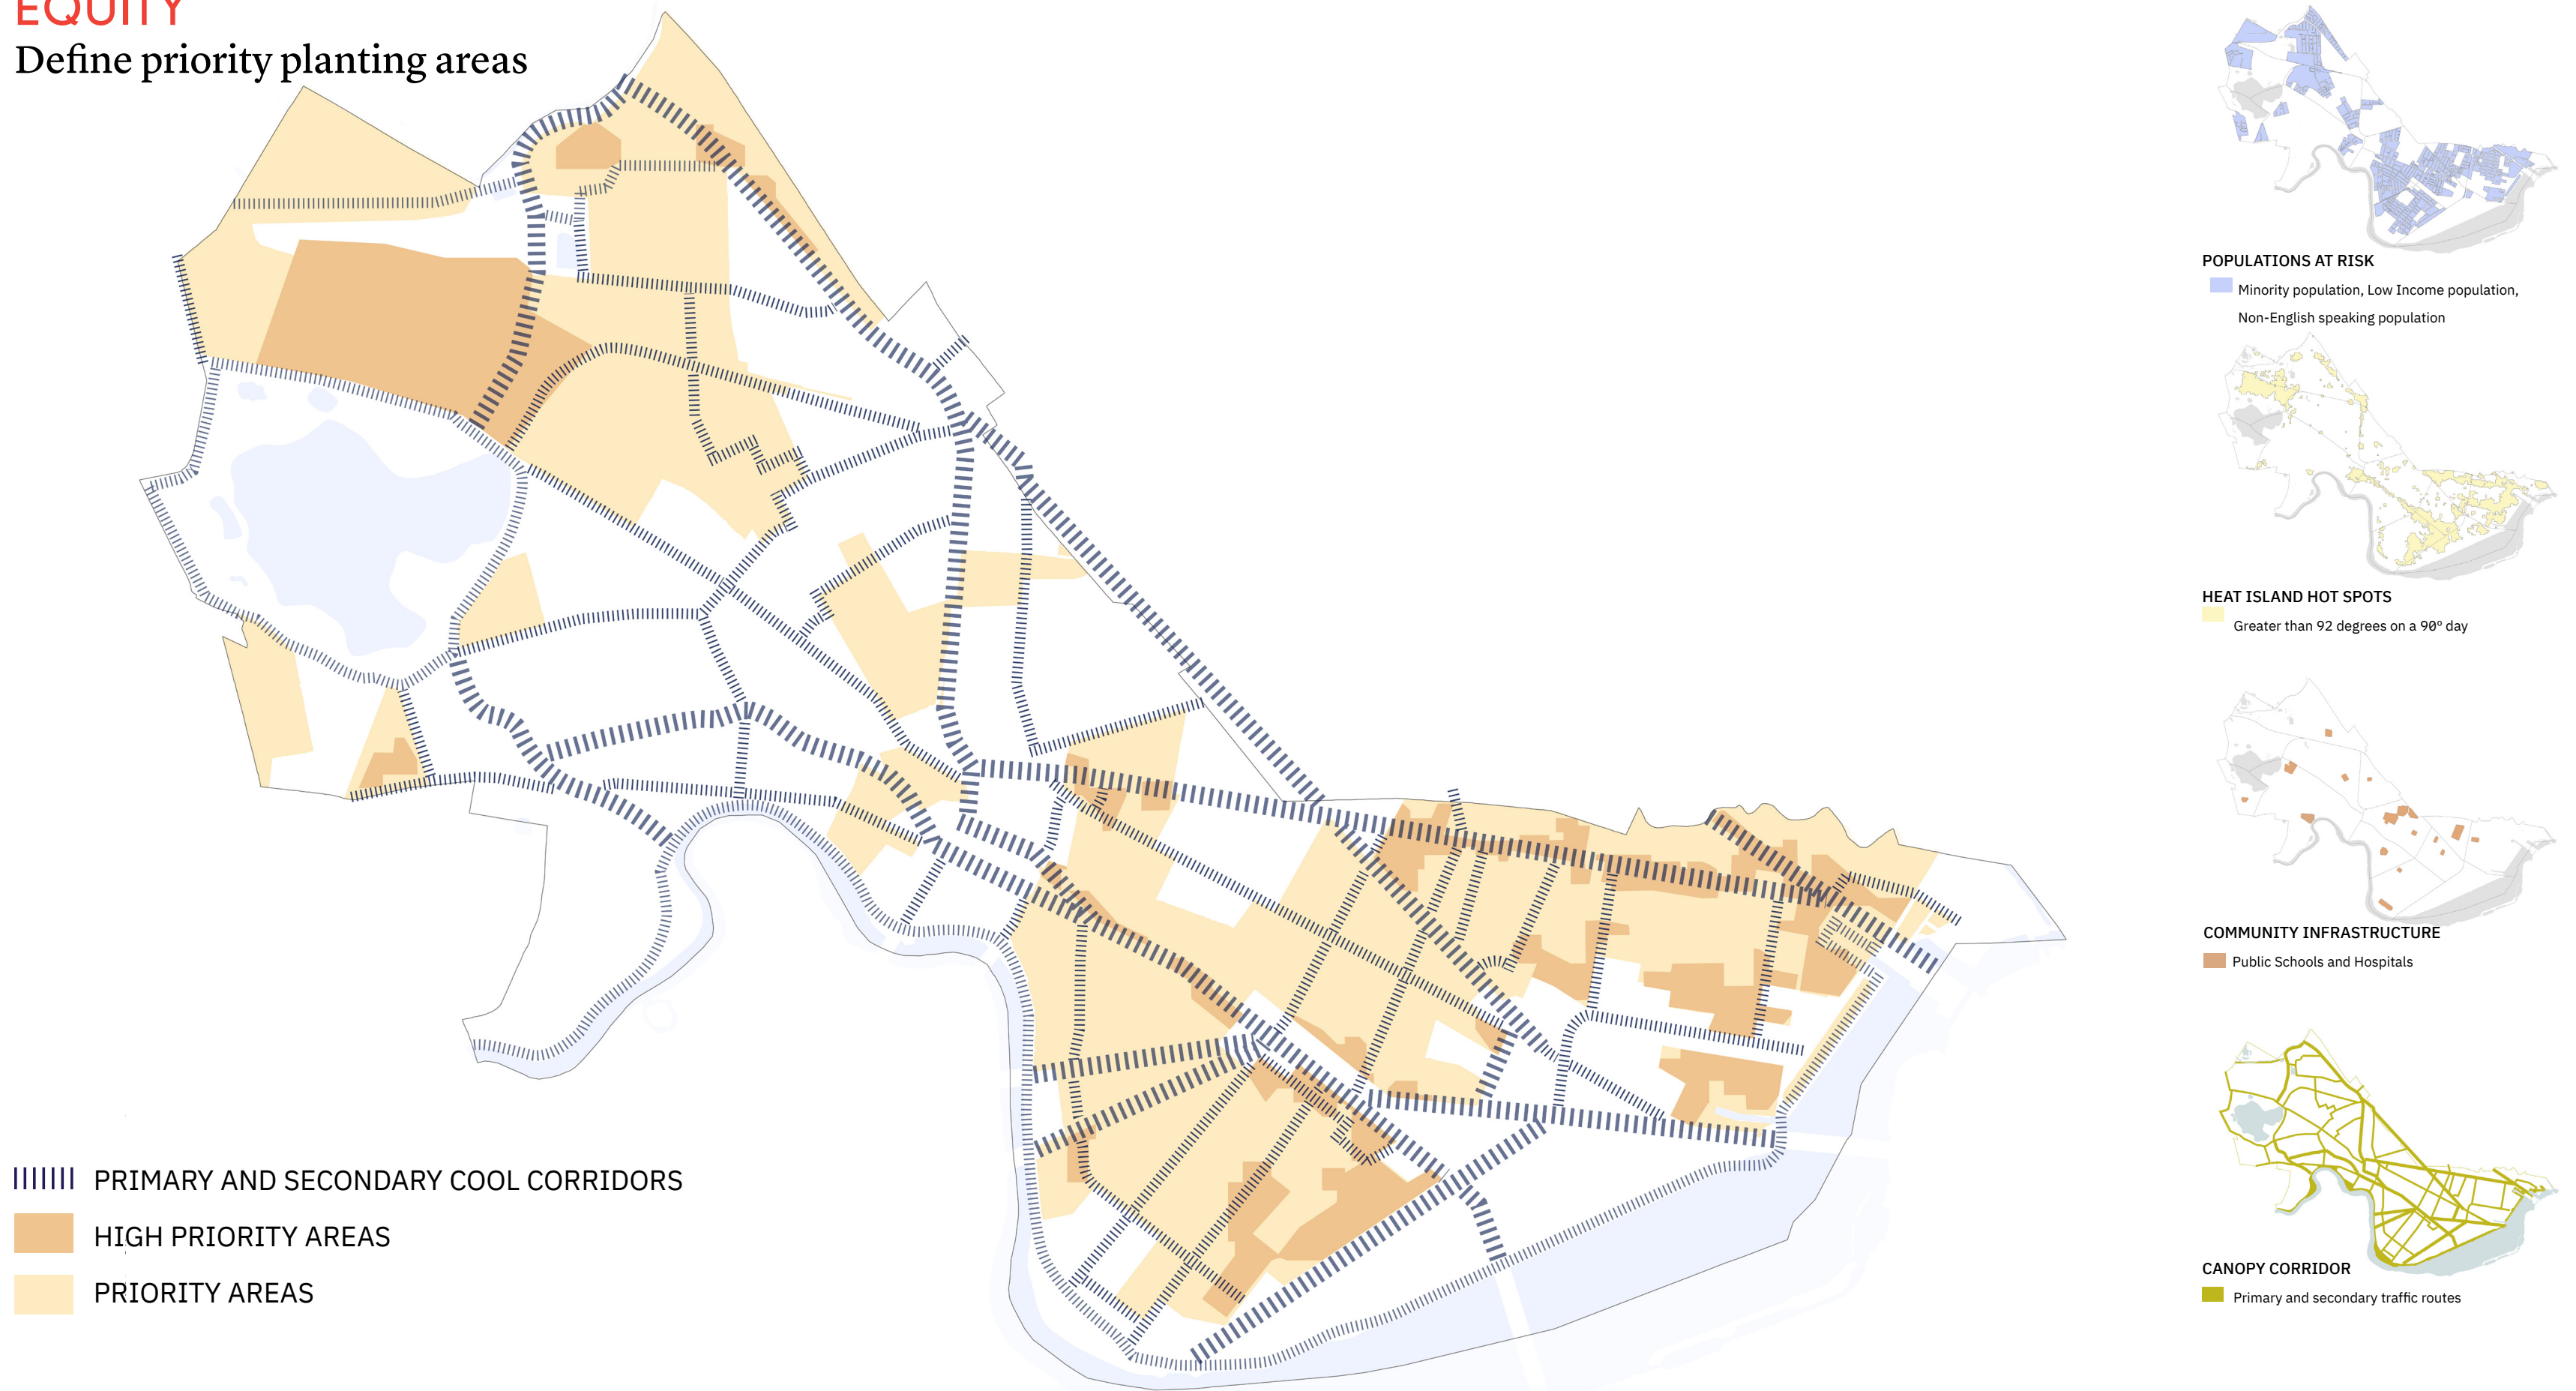 EQUITY
Define priority planting areas
PRIMARY AND SECONDARY COOL CORRIDORS
HIGH PRIORITY AREAS
PRIORITY AREAS
POPULATIONS AT RISK
Minority population, Low Income population,
Non-English speaking population
HEAT ISLAND HOT SPOTS
Greater than 92 degrees on a 90º day
COMMUNITY INFRASTRUCTURE
Public Schools and Hospitals
CANOPY CORRIDOR
Primary and secondary traffic routes